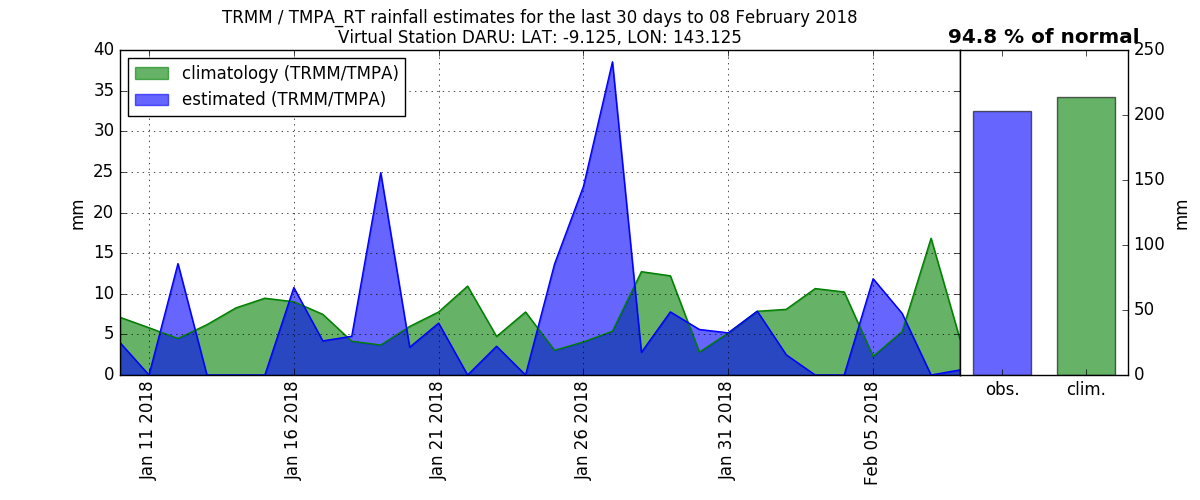 TRMM / TMPA_RT rainfall estimates for the last 30 days to 08 February 2018
Virtual Station DARU: LAT: -9.125, LON: 143.125
94.8 % of normal
climatology (TRMM/TMPA)
estimated (TRMM/TMPA)
mm
40
35
30
25
20
15
10
5
0
Jan 11 2018
Jan 16 2018
Jan 21 2018
Jan 26 2018
Jan 31 2018
Feb 05 2018
250
200
150
100
50
0
mm
obs.
clim.